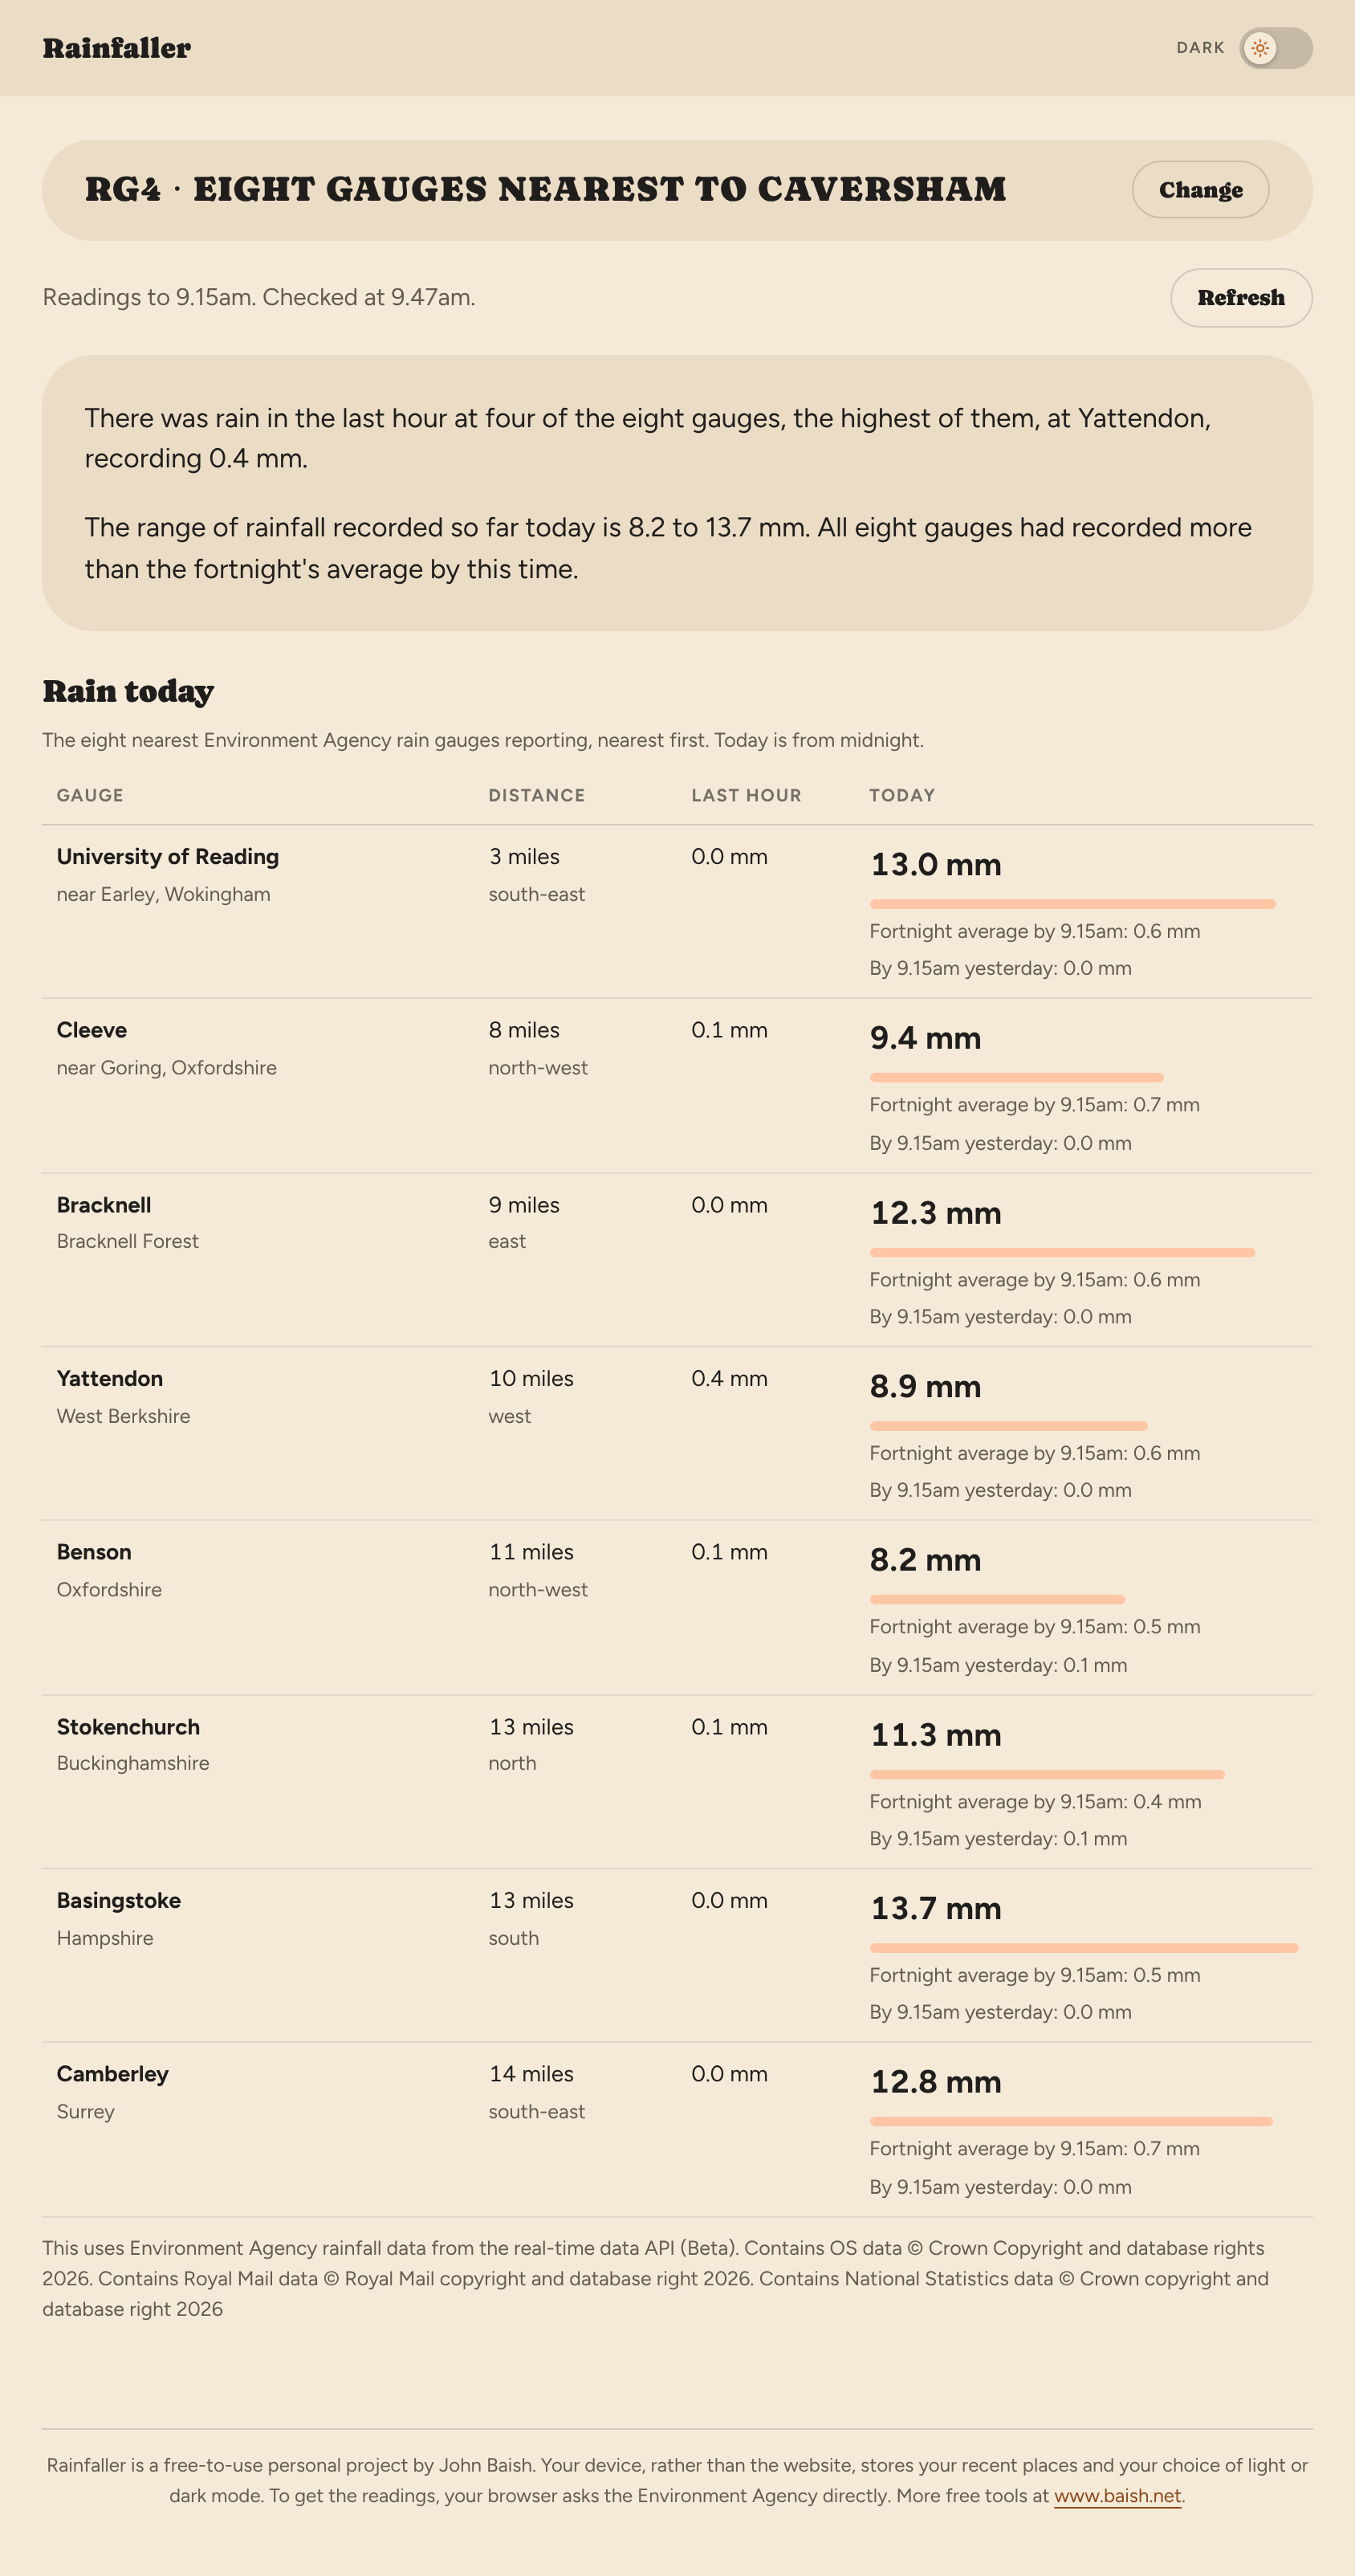 Rainfaller
DARK
RG4 · EIGHT GAUGES NEAREST TO CAVERSHAM
Change
Readings to 9.15am. Checked at 9.47am.
Refresh
There was rain in the last hour at four of the eight gauges, the highest of them, at Yattendon,
recording 0.4 mm.
The range of rainfall recorded so far today is 8.2 to 13.7 mm. All eight gauges had recorded more
than the fortnight's average by this time.
Rain today
The eight nearest Environment Agency rain gauges reporting, nearest first. Today is from midnight.
GAUGE DISTANCE LAST HOUR TODAY
University of Reading 3 miles 0.0 mm 13.0 mm
near Earley, Wokingham south-east
Fortnight average by 9.15am: 0.6 mm
By 9.15am yesterday: 0.0 mm
Cleeve 8 miles 0.1 mm 9.4 mm
near Goring, Oxfordshire north-west
Fortnight average by 9.15am: 0.7 mm
By 9.15am yesterday: 0.0 mm
Bracknell 9 miles 0.0 mm 12.3 mm
Bracknell Forest east
Fortnight average by 9.15am: 0.6 mm
By 9.15am yesterday: 0.0 mm
Yattendon 10 miles 0.4 mm 8.9 mm
West Berkshire west
Fortnight average by 9.15am: 0.6 mm
By 9.15am yesterday: 0.0 mm
Benson 11 miles 0.1 mm 8.2 mm
Oxfordshire north-west
Fortnight average by 9.15am: 0.5 mm
By 9.15am yesterday: 0.1 mm
Stokenchurch 13 miles 0.1 mm 11.3 mm
Buckinghamshire north
Fortnight average by 9.15am: 0.4 mm
By 9.15am yesterday: 0.1 mm
Basingstoke 13 miles 0.0 mm 13.7 mm
Hampshire south
Fortnight average by 9.15am: 0.5 mm
By 9.15am yesterday: 0.0 mm
Camberley 14 miles 0.0 mm 12.8 mm
Surrey south-east
Fortnight average by 9.15am: 0.7 mm
By 9.15am yesterday: 0.0 mm
This uses Environment Agency rainfall data from the real-time data API (Beta). Contains OS data © Crown Copyright and database rights
2026. Contains Royal Mail data © Royal Mail copyright and database right 2026. Contains National Statistics data © Crown copyright and
database right 2026
Rainfaller is a free-to-use personal project by John Baish. Your device, rather than the website, stores your recent places and your choice of light or
dark mode. To get the readings, your browser asks the Environment Agency directly. More free tools at www.baish.net.